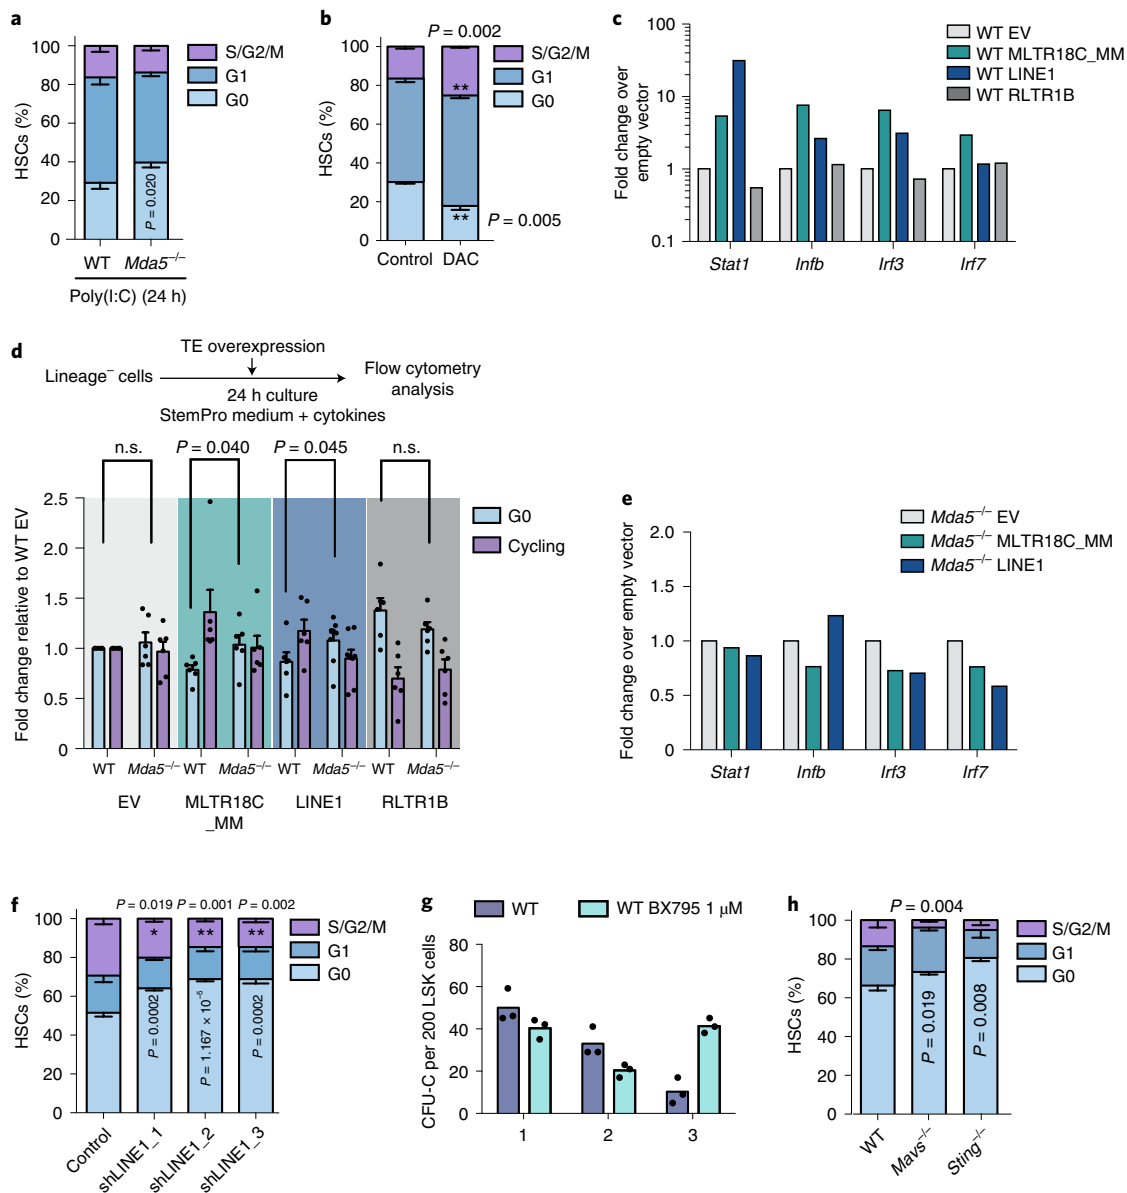 a
HSCs (%)
100
80
60
40
20
0
P = 0.020
S/G2/M
G1
G0
WT
Mda5⁻/⁻
Poly(I:C) (24 h)
b
P = 0.002
HSCs (%)
100
80
60
40
20
0
**
**
S/G2/M
G1
G0
P = 0.005
Control
DAC
c
Fold change over
empty vector
100
10
1
0.1
WT EV
WT MLTR18C_MM
WT LINE1
WT RLTR1B
Stat1
Infb
Irf3
Irf7
d
TE overexpression
Lineage⁻ cells
24 h culture
StemPro medium + cytokines
Flow cytometry
analysis
n.s.
P = 0.040
P = 0.045
n.s.
Fold change relative to WT EV
2.5
2.0
1.5
1.0
0.5
0
G0
Cycling
WT
Mda5⁻/⁻
WT
Mda5⁻/⁻
WT
Mda5⁻/⁻
WT
Mda5⁻/⁻
EV
MLTR18C
_MM
LINE1
RLTR1B
e
Fold change over empty vector
2.0
1.5
1.0
0.5
0
Mda5⁻/⁻ EV
Mda5⁻/⁻ MLTR18C_MM
Mda5⁻/⁻ LINE1
Stat1
Infb
Irf3
Irf7
f
P = 0.019
P = 0.001
P = 0.002
HSCs (%)
100
80
60
40
20
0
*
**
**
P = 0.0002
P = 1.167 × 10⁻⁵
P = 0.0002
S/G2/M
G1
G0
Control
shLINE1_1
shLINE1_2
shLINE1_3
g
WT
WT BX795 1 μM
CFU-C per 200 LSK cells
80
60
40
20
0
1
2
3
h
P = 0.004
HSCs (%)
100
80
60
40
20
0
P = 0.019
P = 0.008
S/G2/M
G1
G0
WT
Mavs⁻/⁻
Sting⁻/⁻